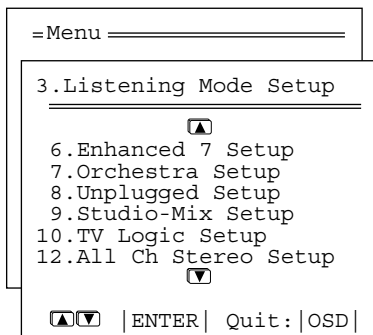 Menu
3.Listening Mode Setup
6.Enhanced 7 Setup
7.Orchestra Setup
8.Unplugged Setup
9.Studio-Mix Setup
10.TV Logic Setup
12.All Ch Stereo Setup
▲▼ |ENTER| Quit:|OSD|